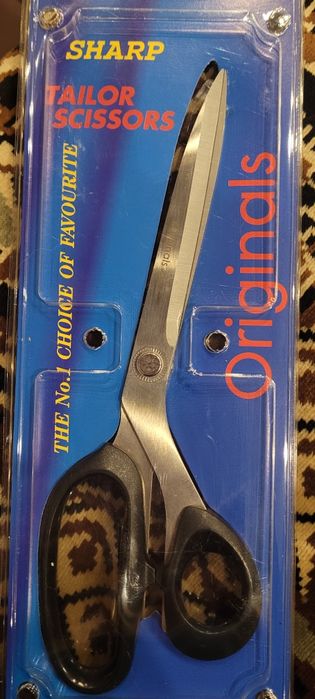 SHARP
TAILOR
SCISSORS
THE No.1 CHOICE OF FAVOURITE
Originals